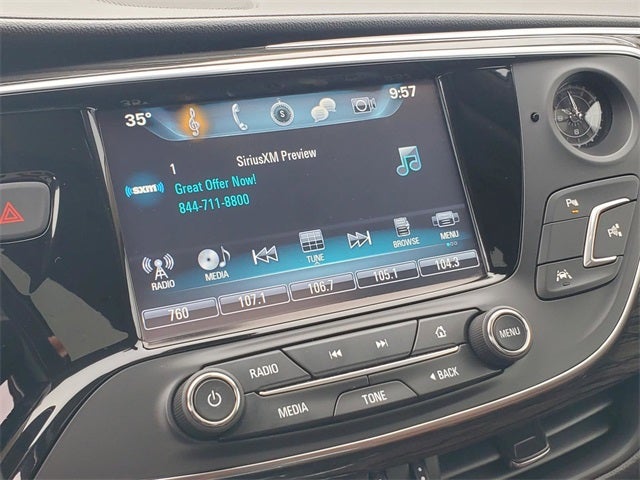 35°
S
9:57
1
SiriusXM Preview
((SXM))
Great Offer Now!
844-711-8800
RADIO
MEDIA
TUNE
BROWSE
MENU
760
107.1
106.7
105.1
104.3
RADIO
MENU
MEDIA
TONE
BACK